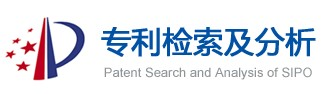 专利检索及分析
Patent Search and Analysis of SIPO